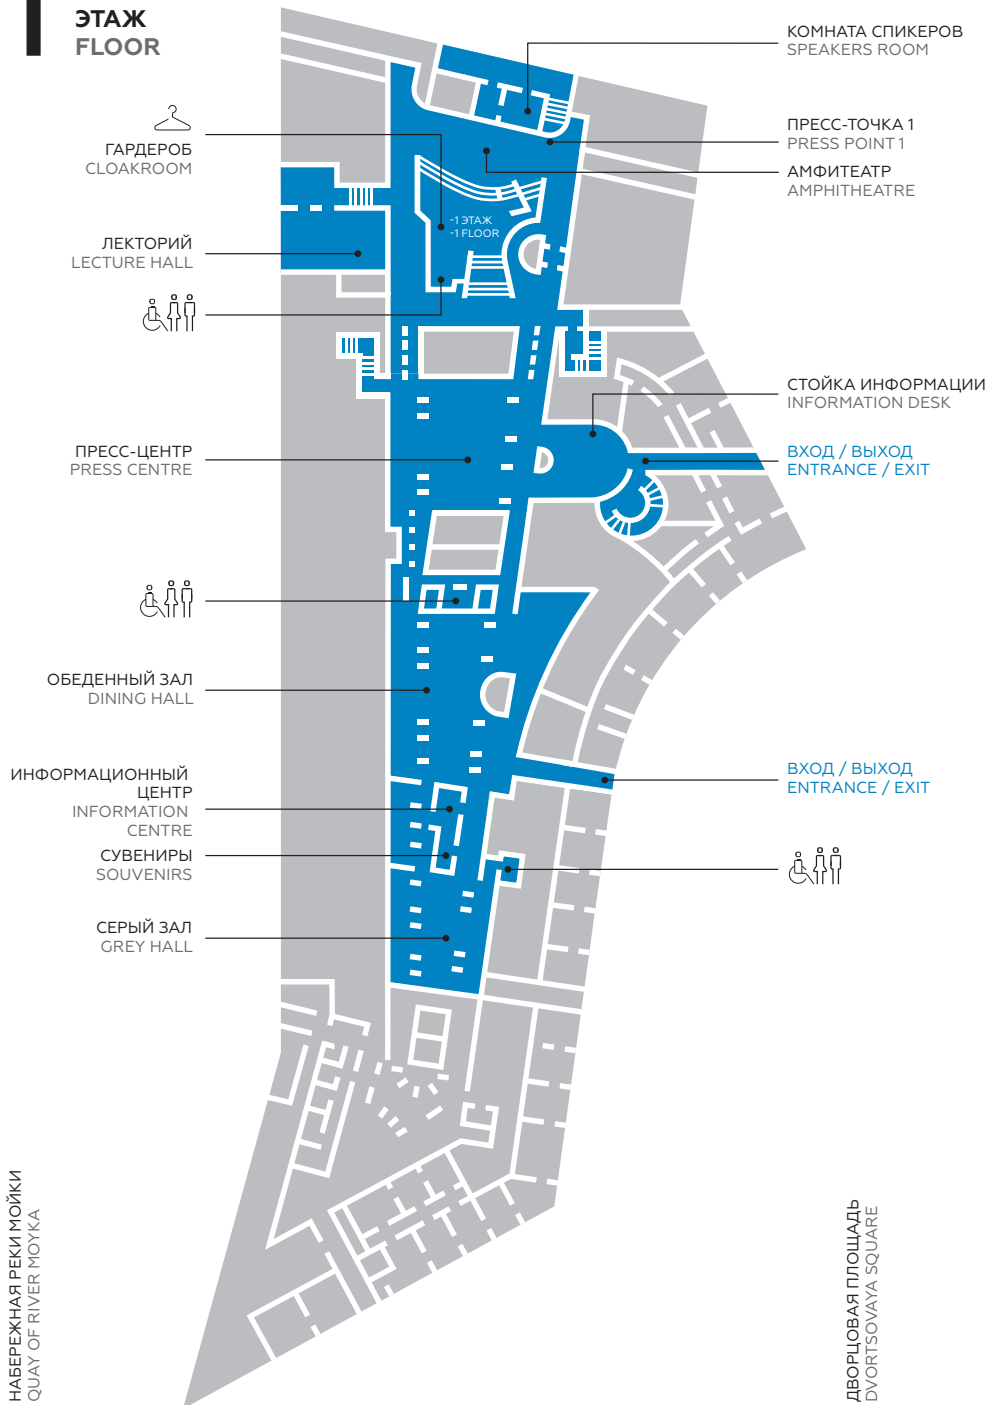 1 ЭТАЖ
FLOOR
КОМНАТА СПИКЕРОВ
SPEAKERS ROOM
ГАРДЕРОБ
CLOAKROOM
ПРЕСС-ТОЧКА 1
PRESS POINT 1
АМФИТЕАТР
AMPHITHEATRE
-1 ЭТАЖ
-1 FLOOR
ЛЕКТОРИЙ
LECTURE HALL
СТОЙКА ИНФОРМАЦИИ
INFORMATION DESK
ПРЕСС-ЦЕНТР
PRESS CENTRE
ВХОД / ВЫХОД
ENTRANCE / EXIT
ОБЕДЕННЫЙ ЗАЛ
DINING HALL
ИНФОРМАЦИОННЫЙ
ЦЕНТР
INFORMATION
CENTRE
ВХОД / ВЫХОД
ENTRANCE / EXIT
СУВЕНИРЫ
SOUVENIRS
СЕРЫЙ ЗАЛ
GREY HALL
НАБЕРЕЖНАЯ РЕКИ МОЙКИ
QUAY OF RIVER MOYKA
ДВОРЦОВАЯ ПЛОЩАДЬ
DVORTSOVAYA SQUARE